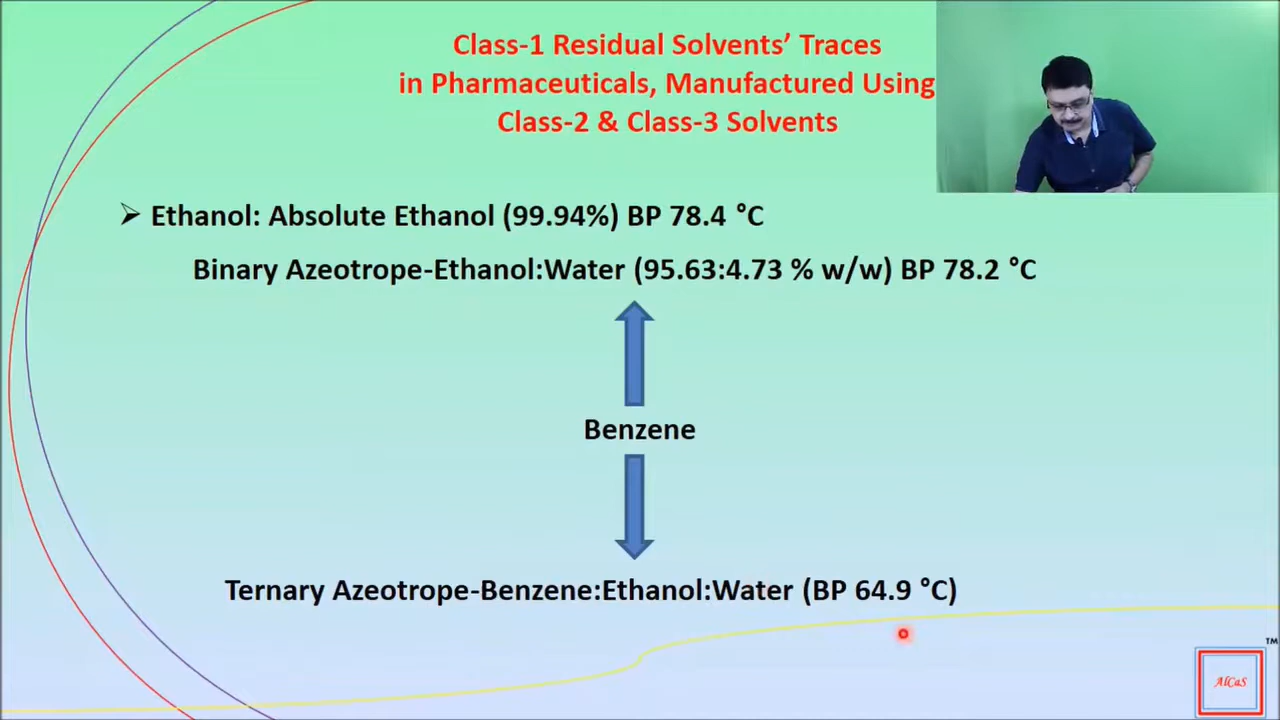 Class-1 Residual Solvents’ Traces
in Pharmaceuticals, Manufactured Using
Class-2 & Class-3 Solvents
➢ Ethanol: Absolute Ethanol (99.94%) BP 78.4 °C
Binary Azeotrope-Ethanol:Water (95.63:4.73 % w/w) BP 78.2 °C
Benzene
Ternary Azeotrope-Benzene:Ethanol:Water (BP 64.9 °C)
TM
AlCaS